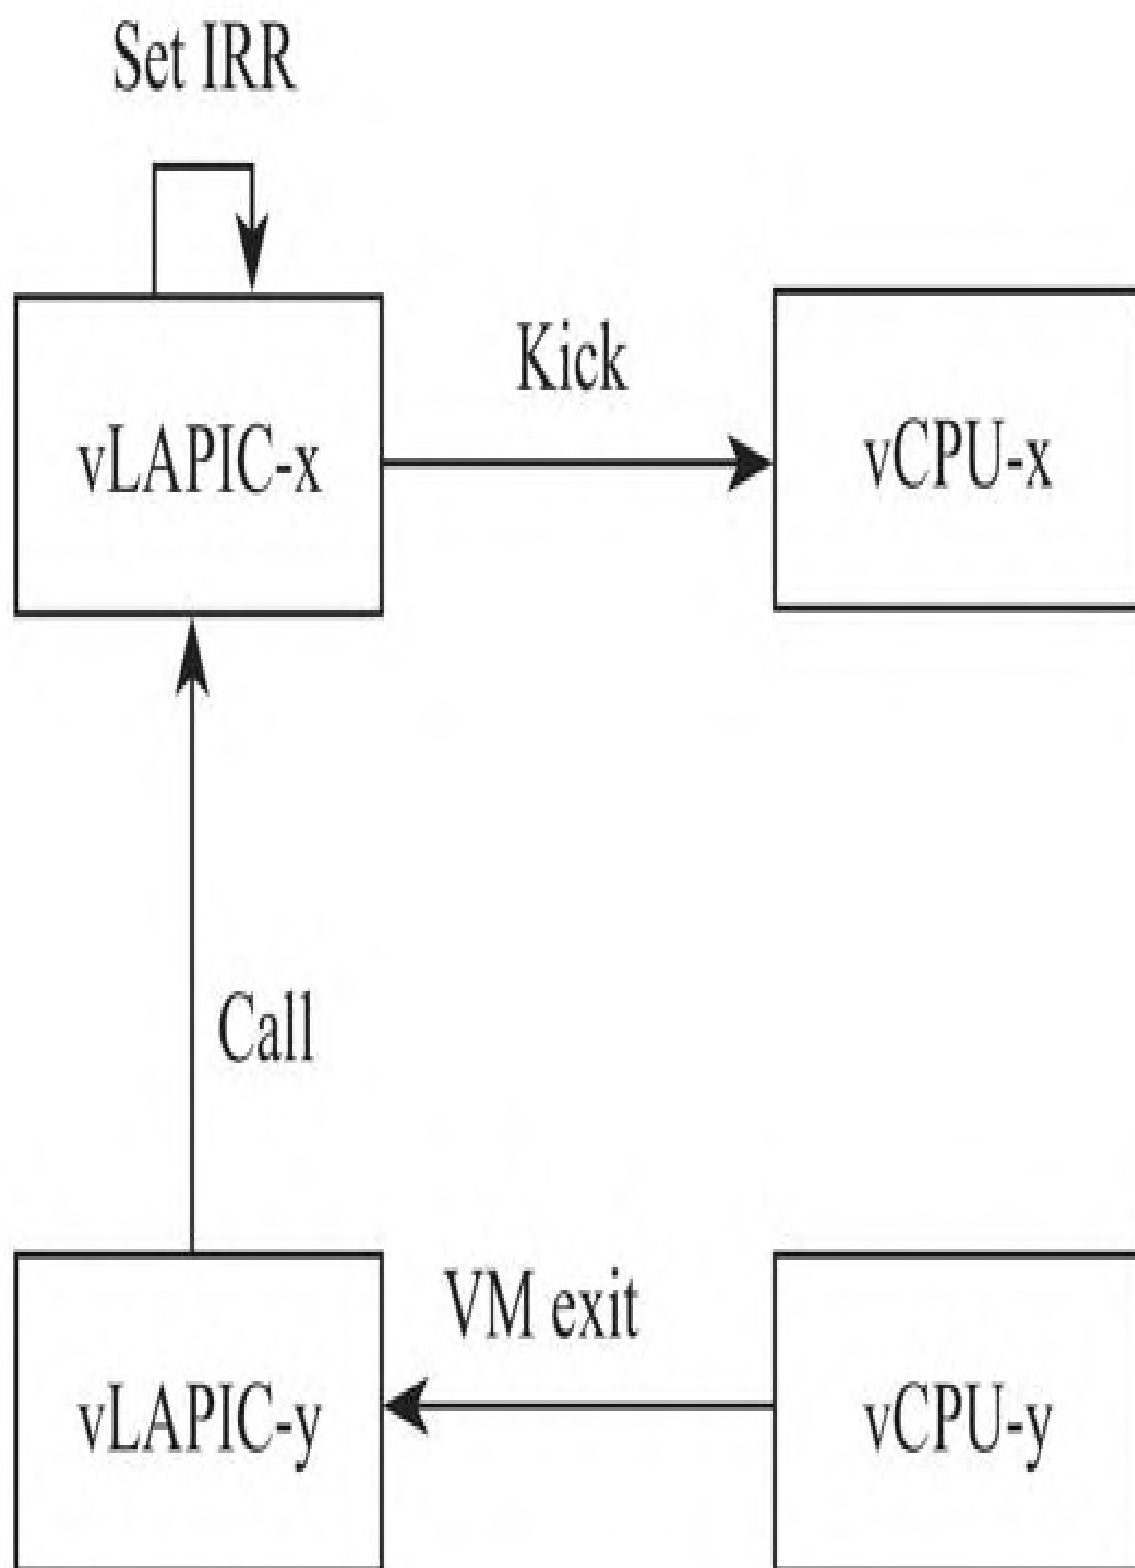 Set IRR
Kick
vLAPIC-x
vCPU-x
Call
VM exit
vLAPIC-y
vCPU-y